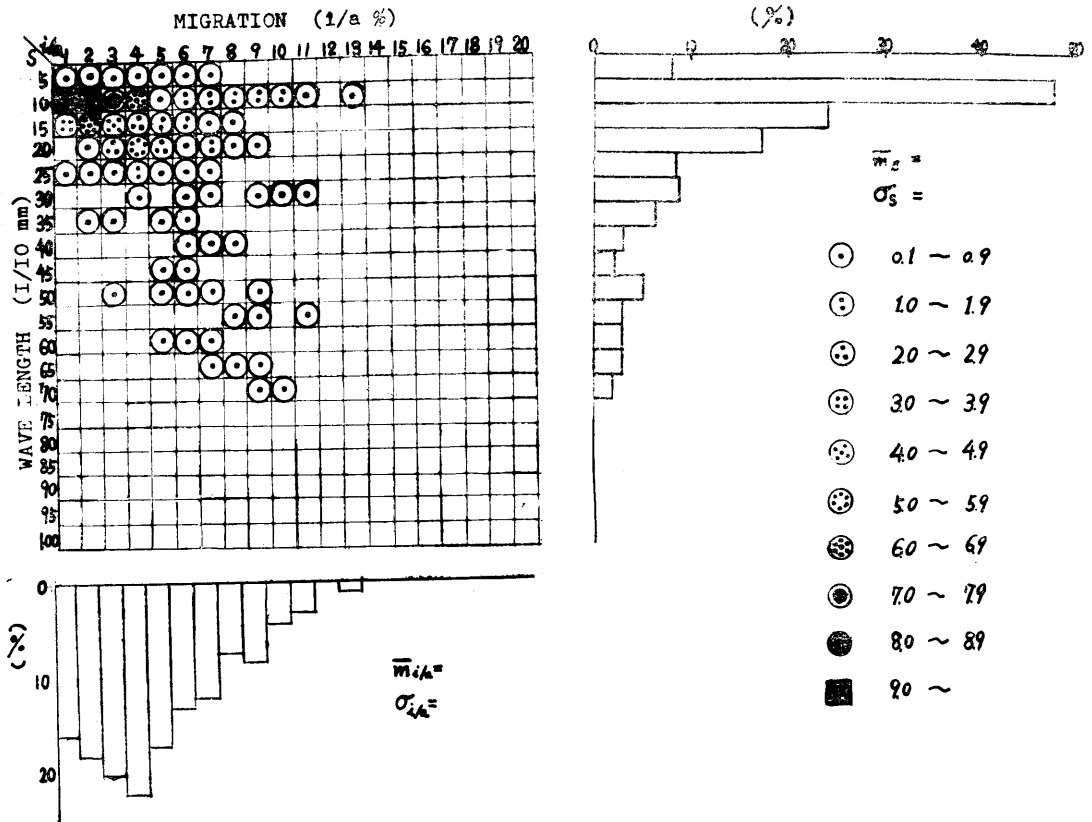 MIGRATION (i/a %)
i/a 1 2 3 4 5 6 7 8 9 10 11 12 13 14 15 16 17 18 19 20
S
5
10
15
20
25
30
35
40
45
50
55
60
65
70
75
80
85
90
95
100
WAVE LENGTH (1/10 mm)
(%)
0 10 20 30 40 50
m̅s =
σs =
0.1 ~ 0.9
1.0 ~ 1.9
2.0 ~ 2.9
3.0 ~ 3.9
4.0 ~ 4.9
5.0 ~ 5.9
6.0 ~ 6.9
7.0 ~ 7.9
8.0 ~ 8.9
9.0 ~
0
10
20
(%)
m̅i/a=
σi/a=